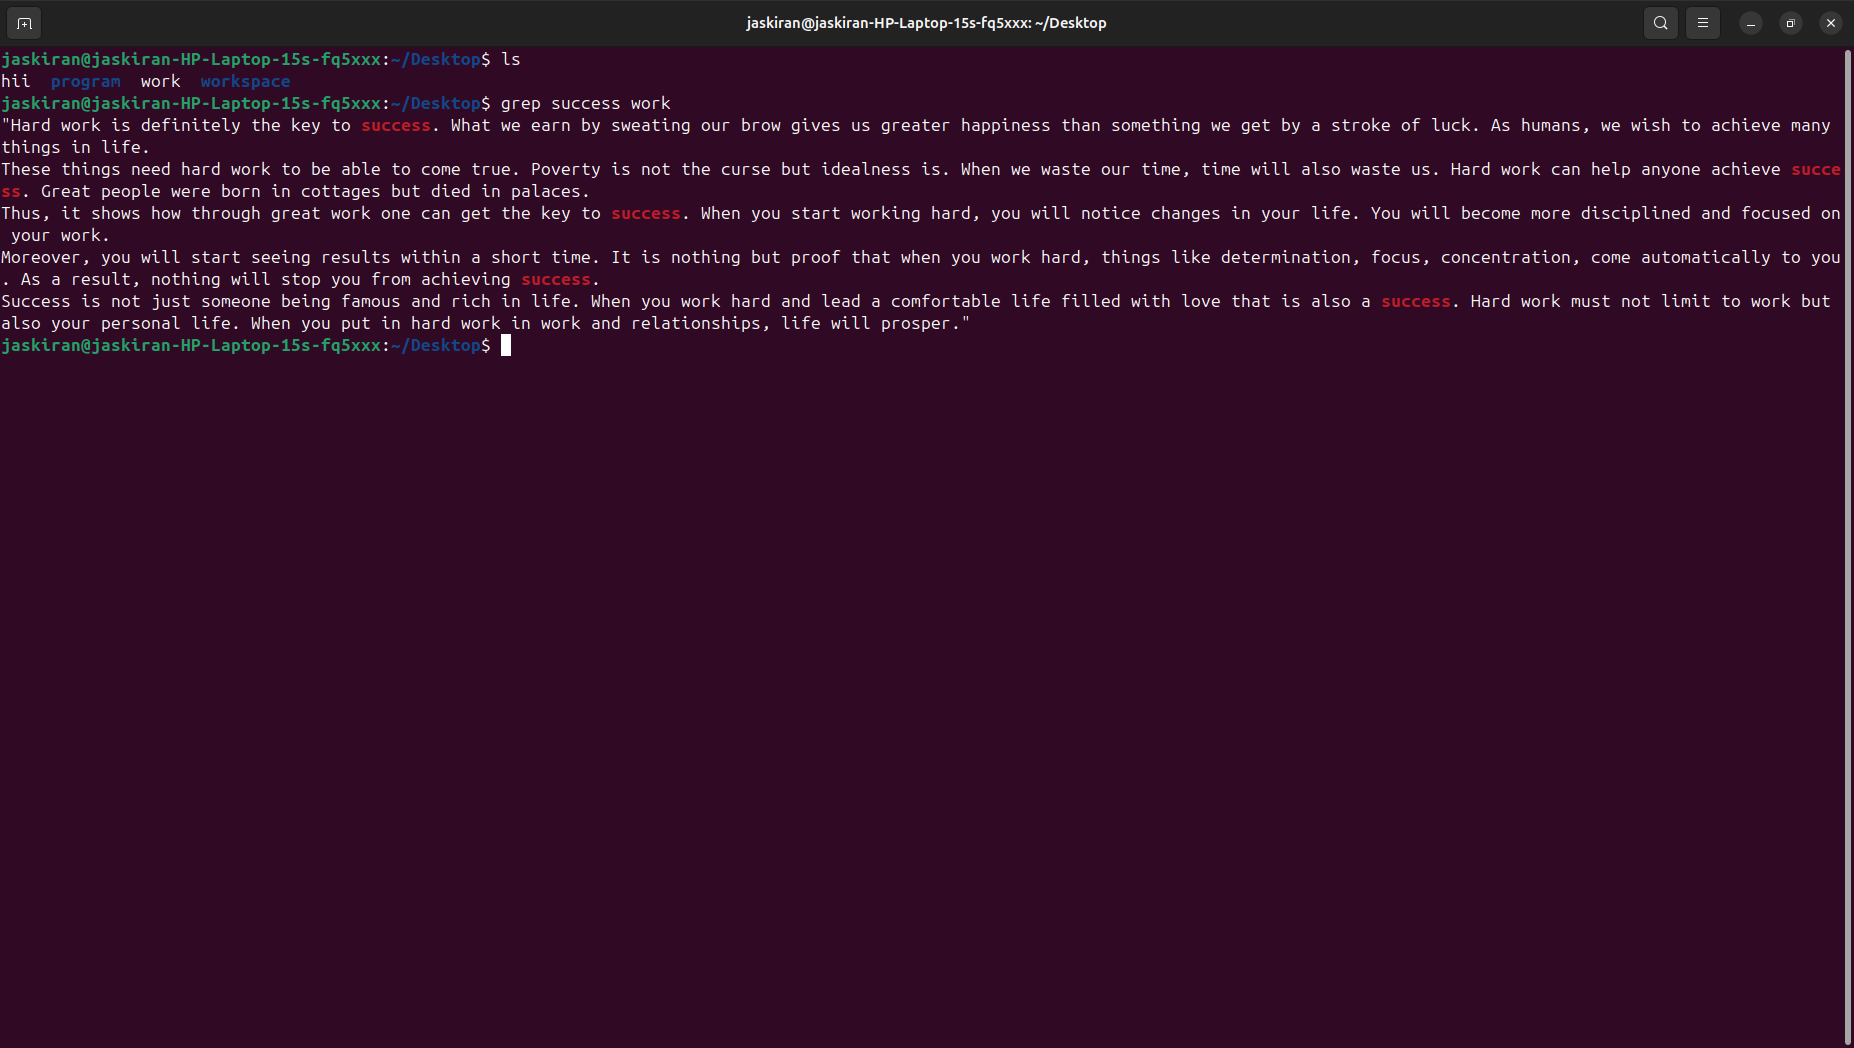 jaskiran@jaskiran-HP-Laptop-15s-fq5xxx: ~/Desktop
jaskiran@jaskiran-HP-Laptop-15s-fq5xxx:~/Desktop$ ls
hii  program  work  workspace
jaskiran@jaskiran-HP-Laptop-15s-fq5xxx:~/Desktop$ grep success work
"Hard work is definitely the key to success. What we earn by sweating our brow gives us greater happiness than something we get by a stroke of luck. As humans, we wish to achieve many
things in life.
These things need hard work to be able to come true. Poverty is not the curse but idealness is. When we waste our time, time will also waste us. Hard work can help anyone achieve succe
ss. Great people were born in cottages but died in palaces.
Thus, it shows how through great work one can get the key to success. When you start working hard, you will notice changes in your life. You will become more disciplined and focused on
 your work.
Moreover, you will start seeing results within a short time. It is nothing but proof that when you work hard, things like determination, focus, concentration, come automatically to you
. As a result, nothing will stop you from achieving success.
Success is not just someone being famous and rich in life. When you work hard and lead a comfortable life filled with love that is also a success. Hard work must not limit to work but
also your personal life. When you put in hard work in work and relationships, life will prosper."
jaskiran@jaskiran-HP-Laptop-15s-fq5xxx:~/Desktop$